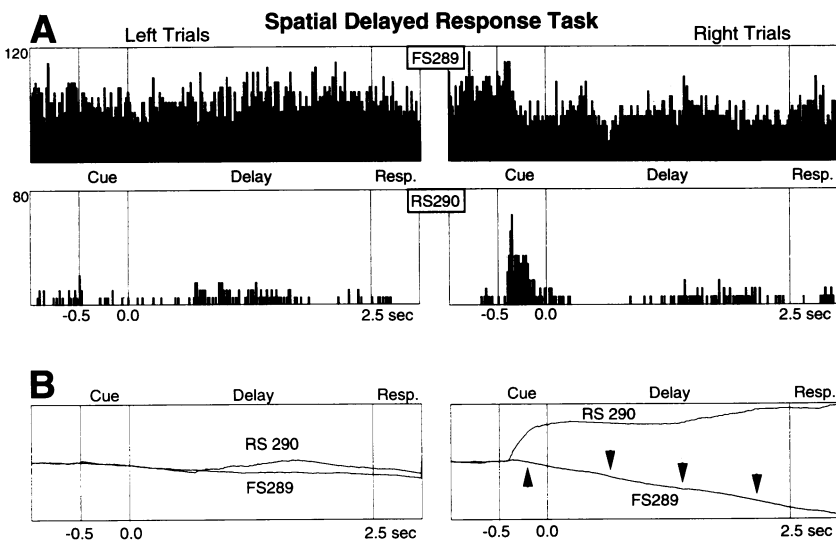 A
Spatial Delayed Response Task
Left Trials
Right Trials
120
FS289
Cue Delay Resp.
Cue Delay Resp.
80
RS290
-0.5 0.0 2.5 sec
-0.5 0.0 2.5 sec
B
Cue Delay Resp.
Cue Delay Resp.
RS 290
FS289
RS 290
FS289
-0.5 0.0 2.5 sec
-0.5 0.0 2.5 sec